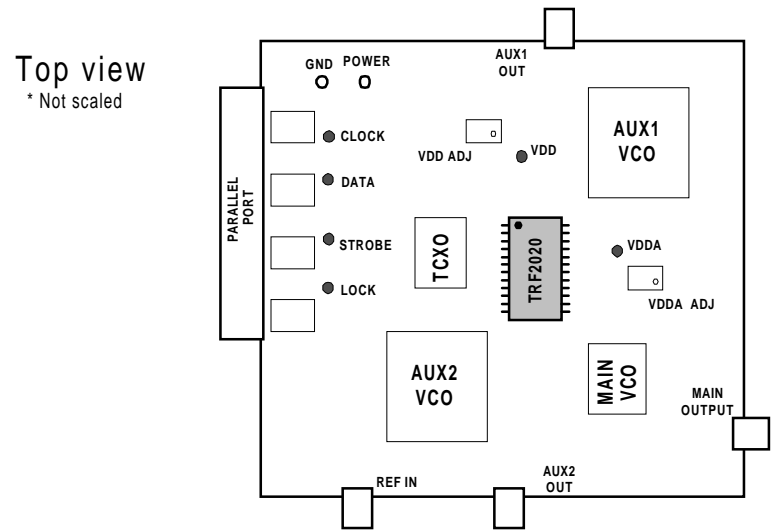 Top view
* Not scaled
GND
POWER
AUX1
OUT
CLOCK
DATA
STROBE
LOCK
PARALLEL
PORT
VDD ADJ
VDD
AUX1
VCO
TCXO
TRF2020
VDDA
VDDA ADJ
AUX2
VCO
MAIN
VCO
MAIN
OUTPUT
REF IN
AUX2
OUT